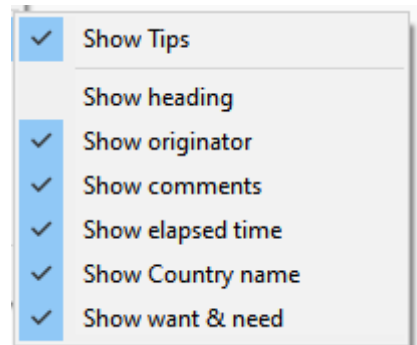 Show Tips
Show heading
Show originator
Show comments
Show elapsed time
Show Country name
Show want & need